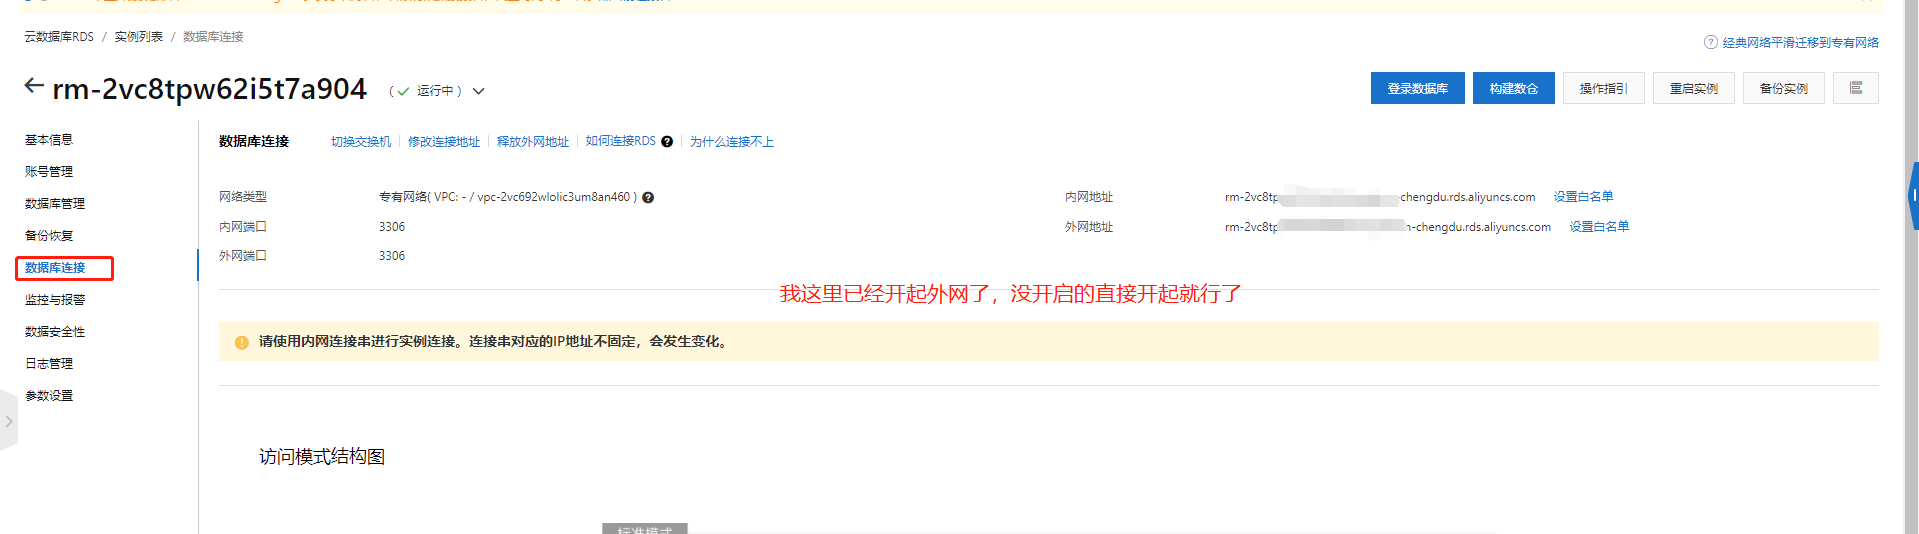 云数据库RDS / 实例列表 / 数据库连接
经典网络平滑迁移到专有网络
rm-2vc8tpw62i5t7a904 ( 运行中 )
登录数据库 构建数仓 操作指引 重启实例 备份实例
基本信息
账号管理
数据库管理
备份恢复
数据库连接
监控与报警
数据安全性
日志管理
参数设置
数据库连接 切换交换机 修改连接地址 释放外网地址 如何连接RDS 为什么连接不上
网络类型 专有网络( VPC: - / vpc-2vc692wlolic3um8an460 )
内网地址 rm-2vc8tp -chengdu.rds.aliyuncs.com 设置白名单
内网端口 3306
外网地址 rm-2vc8tp n-chengdu.rds.aliyuncs.com 设置白名单
外网端口 3306
我这里已经开起外网了，没开启的直接开起就行了
请使用内网连接串进行实例连接。连接串对应的IP地址不固定，会发生变化。
访问模式结构图
标准模式